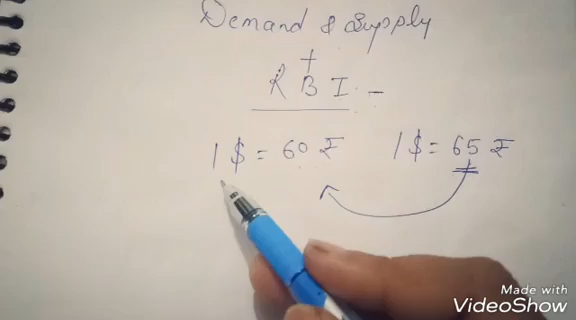 Demand & Supply
+
RBI -
1$ = 60 ₹ 1$ = 65 ₹
Made with
VideoShow